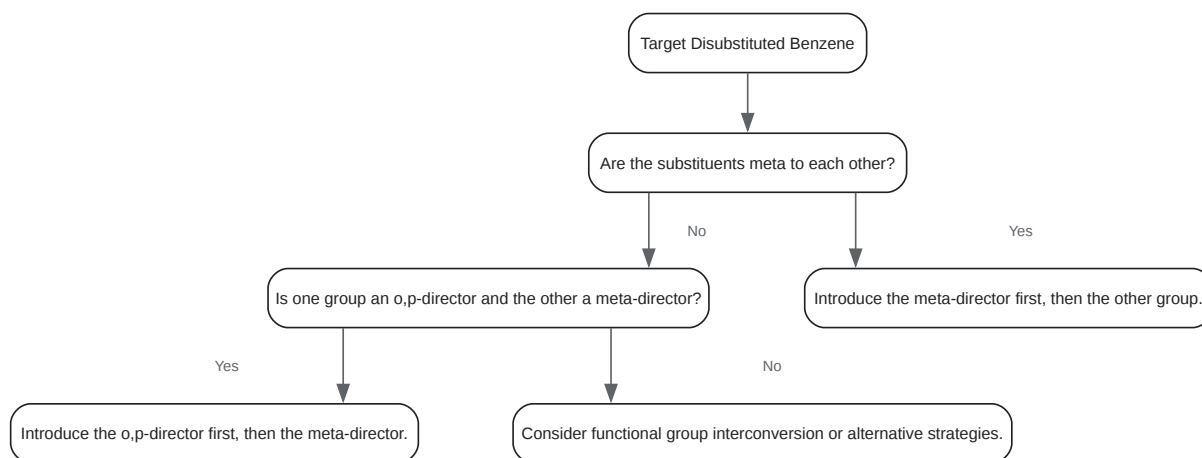 Target Disubstituted Benzene
Are the substituents meta to each other?
No
Yes
Is one group an o,p-director and the other a meta-director?
Introduce the meta-director first, then the other group.
Yes
No
Introduce the o,p-director first, then the meta-director.
Consider functional group interconversion or alternative strategies.